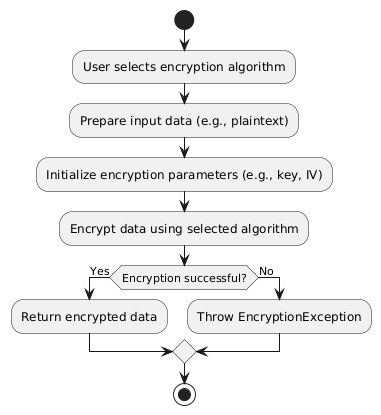 User selects encryption algorithm
Prepare input data (e.g., plaintext)
Initialize encryption parameters (e.g., key, IV)
Encrypt data using selected algorithm
Yes
Encryption successful?
No
Return encrypted data
Throw EncryptionException